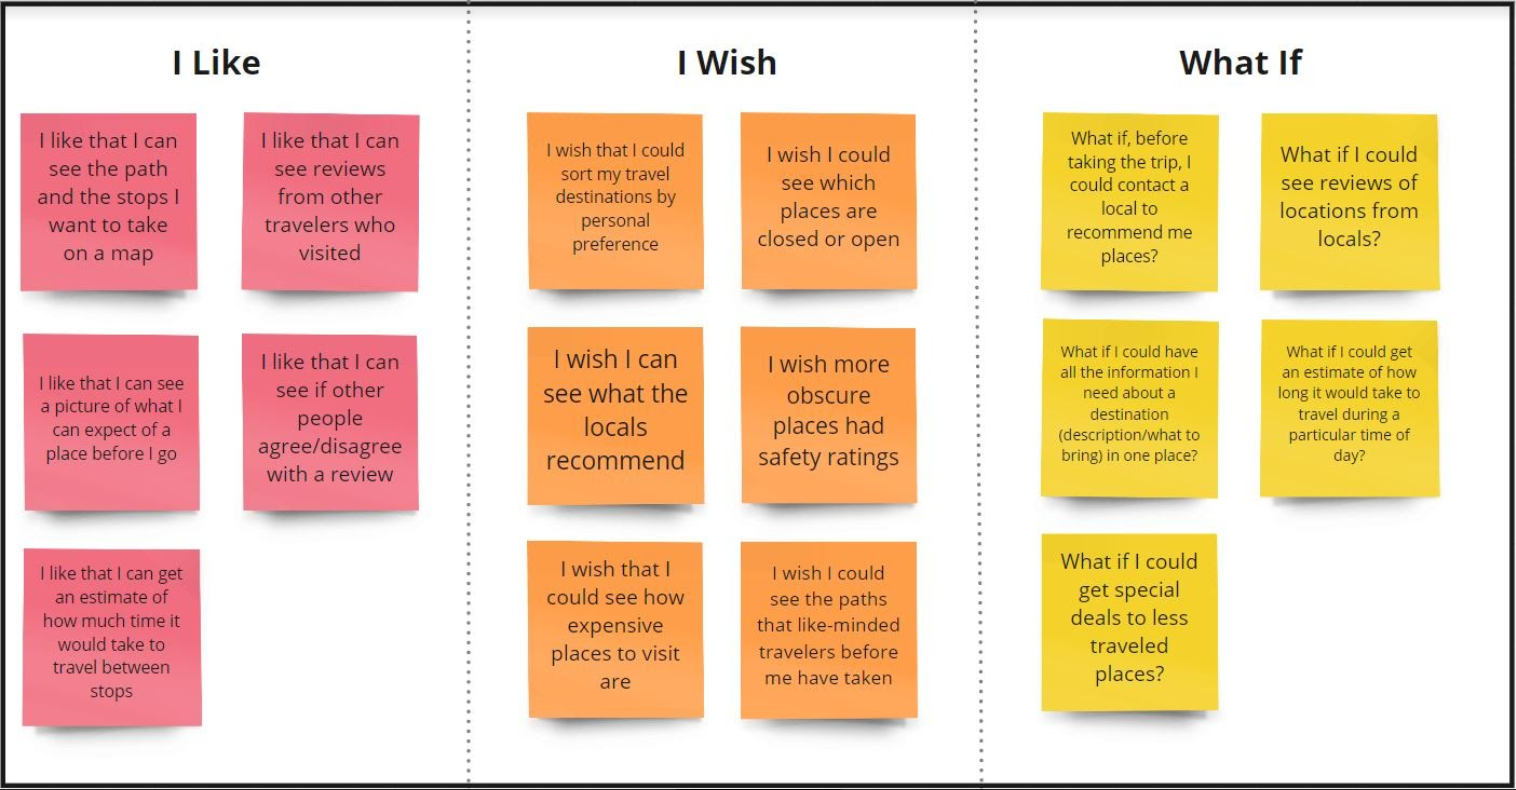 I Like
I like that I can
see the path
and the stops I
want to take
on a map
I like that I can
see reviews
from other
travelers who
visited
I like that I can see
a picture of what I
can expect of a
place before I go
I like that I can
see if other
people
agree/disagree
with a review
I like that I can get
an estimate of
how much time it
would take to
travel between
stops
I Wish
I wish that I could
sort my travel
destinations by
personal
preference
I wish I could
see which
places are
closed or open
I wish I can
see what the
locals
recommend
I wish more
obscure
places had
safety ratings
I wish that I
could see how
expensive
places to visit
are
I wish I could
see the paths
that like-minded
travelers before
me have taken
What If
What if, before
taking the trip, I
could contact a
local to
recommend me
places?
What if I could
see reviews of
locations from
locals?
What if I could have
all the information I
need about a
destination
(description/what to
bring) in one place?
What if I could get
an estimate of how
long it would take to
travel during a
particular time of
day?
What if I could
get special
deals to less
traveled
places?